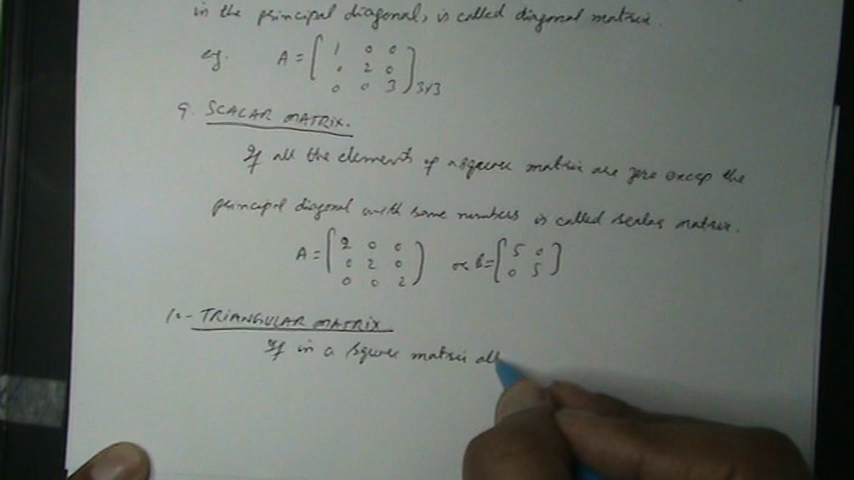 in the principal diagonal, is called diagonal matrix.
eg. A = [ 1 0 0
0 2 0
0 0 3 ] 3x3
9. SCALAR MATRIX.
If all the elements of a square matrix are zero excep the
principal diagonal with same numbers is called scalar matrix.
A = [ 2 0 0
0 2 0
0 0 2 ] or B = [ 5 0
0 5 ]
10- TRIANGULAR MATRIX
If in a square matrix all